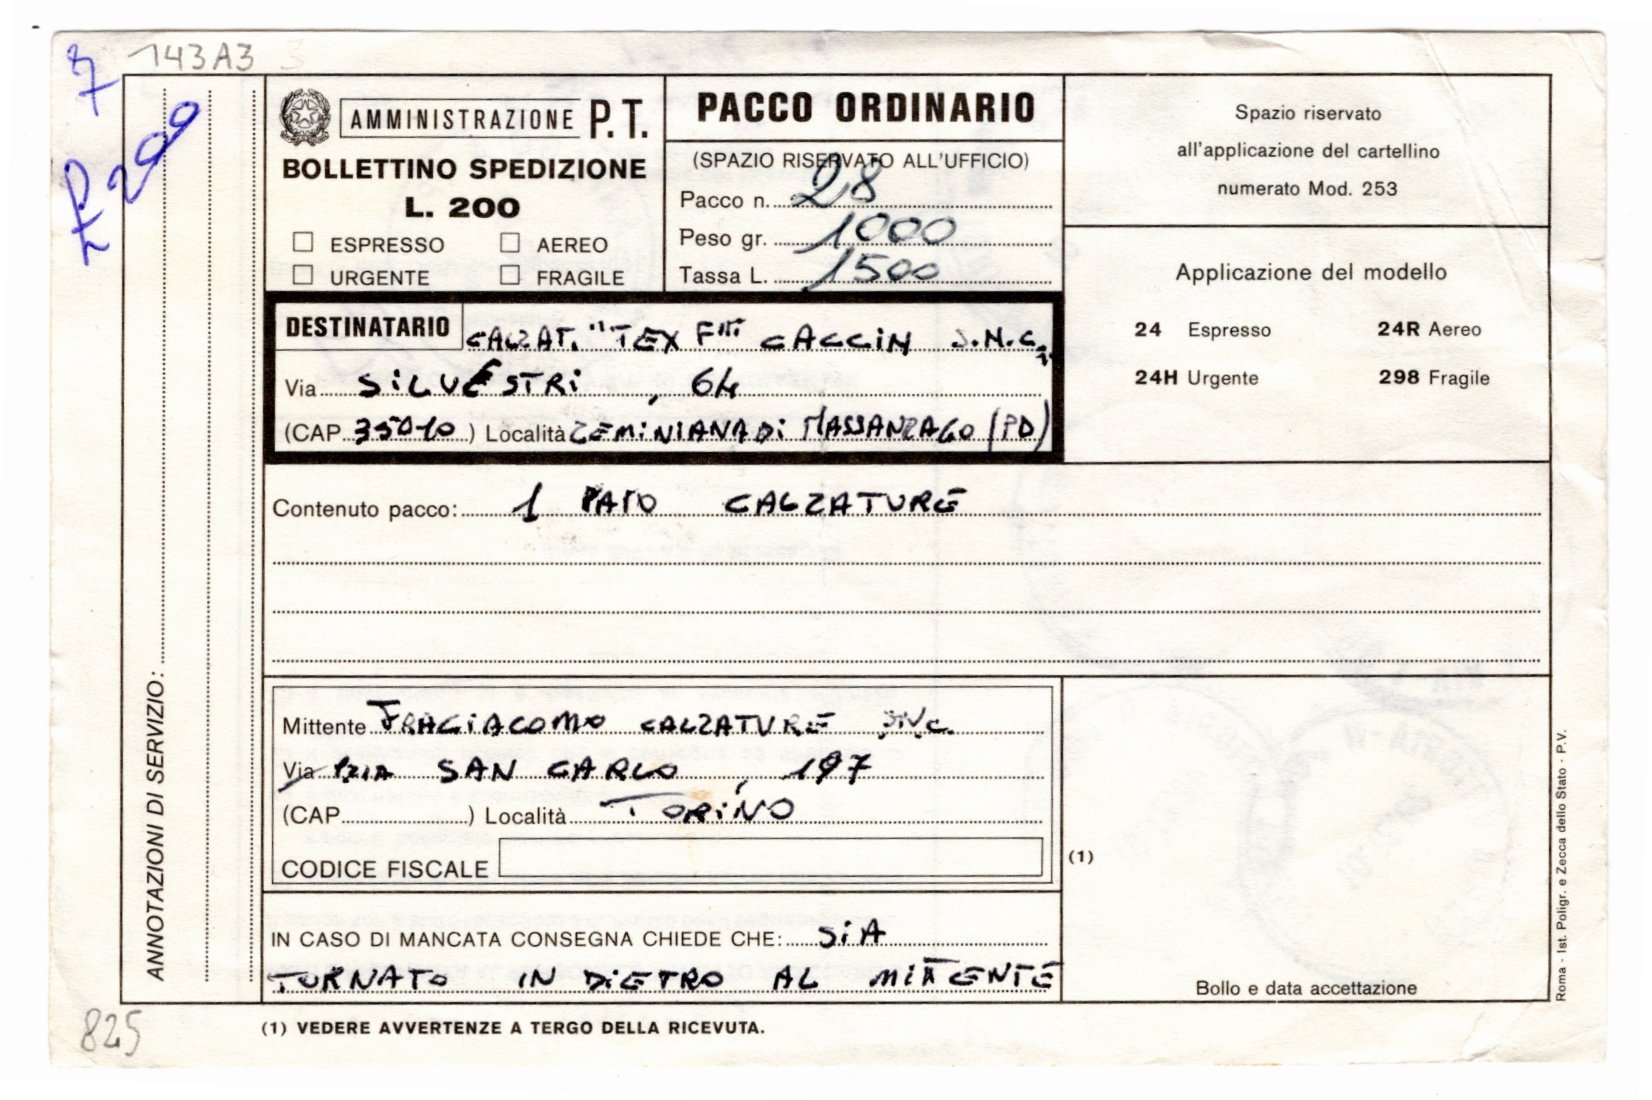 143A3
7
₤ 200
AMMINISTRAZIONE P.T.
BOLLETTINO SPEDIZIONE
L. 200
ESPRESSO AEREO
URGENTE FRAGILE
PACCO ORDINARIO
(SPAZIO RISERVATO ALL'UFFICIO)
Pacco n. 28
Peso gr. 1000
Tassa L. 1500
Spazio riservato
all'applicazione del cartellino
numerato Mod. 253
Applicazione del modello
24 Espresso 24R Aereo
24H Urgente 298 Fragile
DESTINATARIO CALZAT. "TEX Flli CACCIN S.N.C.
Via SILVESTRI, 64
(CAP 35010) Località ZEMINIANA DI MASSANZAGO (PD)
Contenuto pacco: 1 PAIO CALZATURE
Mittente FRAGIACOMO CALZATURE SNC.
Via PZZA SAN CARLO, 197
(CAP ) Località TORINO
CODICE FISCALE
(1)
IN CASO DI MANCATA CONSEGNA CHIEDE CHE: SIA
TORNATO IN DIETRO AL MITTENTE
Bollo e data accettazione
ANNOTAZIONI DI SERVIZIO:
Roma - Ist. Poligr. e Zecca dello Stato - P.V.
825
(1) VEDERE AVVERTENZE A TERGO DELLA RICEVUTA.